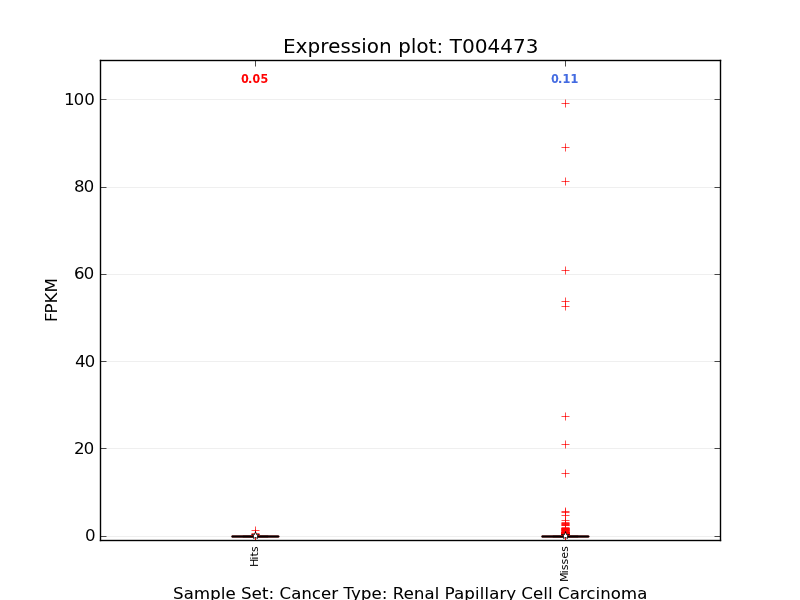 Expression plot: T004473
0.05 0.11
100
80
60
40
20
0
FPKM
Hits Misses
Sample Set: Cancer Type: Renal Papillary Cell Carcinoma